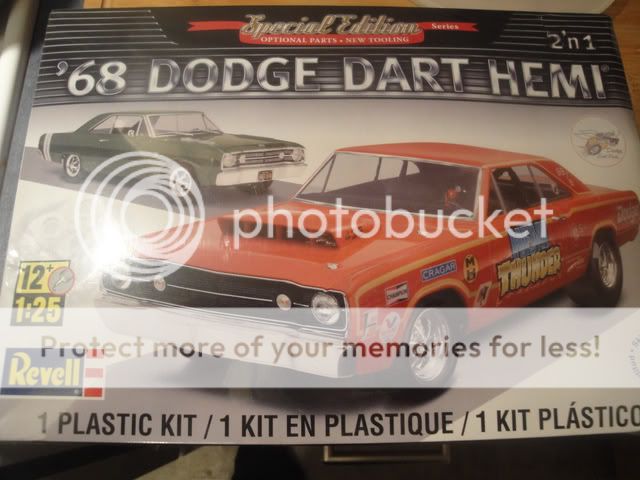 Special Edition Series
OPTIONAL PARTS • NEW TOOLING
2'n1
'68 DODGE DART HEMI
photobucket
THUNDER
12+
1:25
CRAGAR
CHAMPION
Protect more of your memories for less!
Revell
1 PLASTIC KIT / 1 KIT EN PLASTIQUE / 1 KIT PLÁSTICO